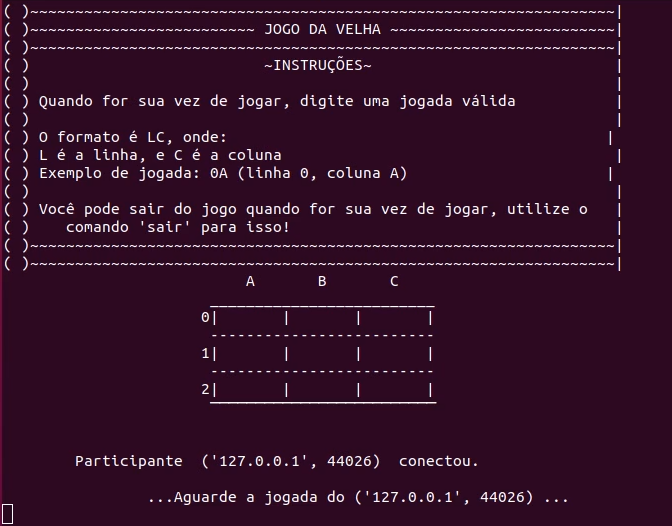 ( )~~~~~~~~~~~~~~~~~~~~~~~~~~~~~~~~~~~~~~~~~~~~~~~~~~~~~~~~~~~~~~~~~|
( )~~~~~~~~~~~~~~~~~~~~~~~~~ JOGO DA VELHA ~~~~~~~~~~~~~~~~~~~~~~~~~|
( )~~~~~~~~~~~~~~~~~~~~~~~~~~~~~~~~~~~~~~~~~~~~~~~~~~~~~~~~~~~~~~~~~|
( )                          ~INSTRUÇÕES~                           |
( )                                                                 |
( ) Quando for sua vez de jogar, digite uma jogada válida           |
( )                                                                 |
( ) O formato é LC, onde:                                          |
( ) L é a linha, e C é a coluna                                     |
( ) Exemplo de jogada: 0A (linha 0, coluna A)                      |
( )                                                                 |
( ) Você pode sair do jogo quando for sua vez de jogar, utilize o   |
( )    comando 'sair' para isso!                                    |
( )~~~~~~~~~~~~~~~~~~~~~~~~~~~~~~~~~~~~~~~~~~~~~~~~~~~~~~~~~~~~~~~~~|
( )~~~~~~~~~~~~~~~~~~~~~~~~~~~~~~~~~~~~~~~~~~~~~~~~~~~~~~~~~~~~~~~~~|
                           A       B       C
                       _________________________
                      0|       |       |       |
                       -------------------------
                      1|       |       |       |
                       -------------------------
                      2|       |       |       |
                       ‾‾‾‾‾‾‾‾‾‾‾‾‾‾‾‾‾‾‾‾‾‾‾‾‾
        Participante  ('127.0.0.1', 44026)  conectou.
                ...Aguarde a jogada do ('127.0.0.1', 44026) ...